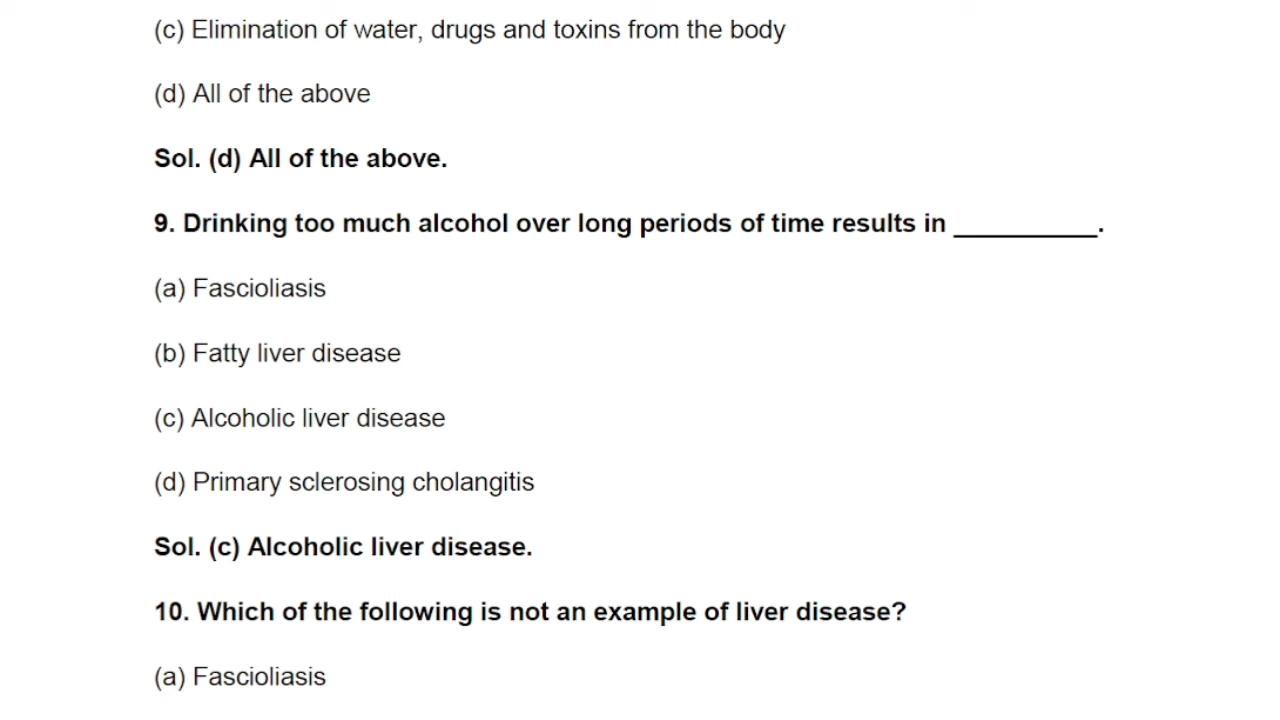 (c) Elimination of water, drugs and toxins from the body
(d) All of the above
Sol. (d) All of the above.
9. Drinking too much alcohol over long periods of time results in __________.
(a) Fascioliasis
(b) Fatty liver disease
(c) Alcoholic liver disease
(d) Primary sclerosing cholangitis
Sol. (c) Alcoholic liver disease.
10. Which of the following is not an example of liver disease?
(a) Fascioliasis